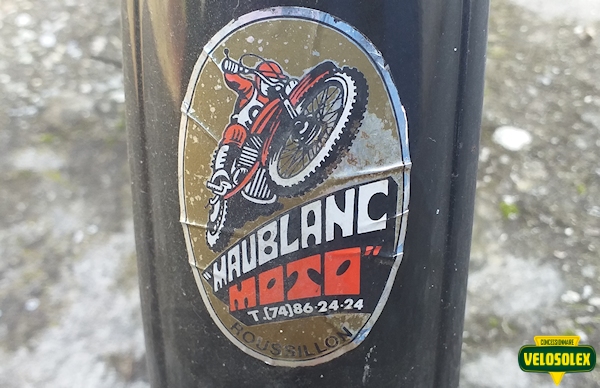 "MAUBLANC
MOTO"
T.(74)86-24-24
ROUSSILLON
CONCESSIONNAIRE
VELOSOLEX